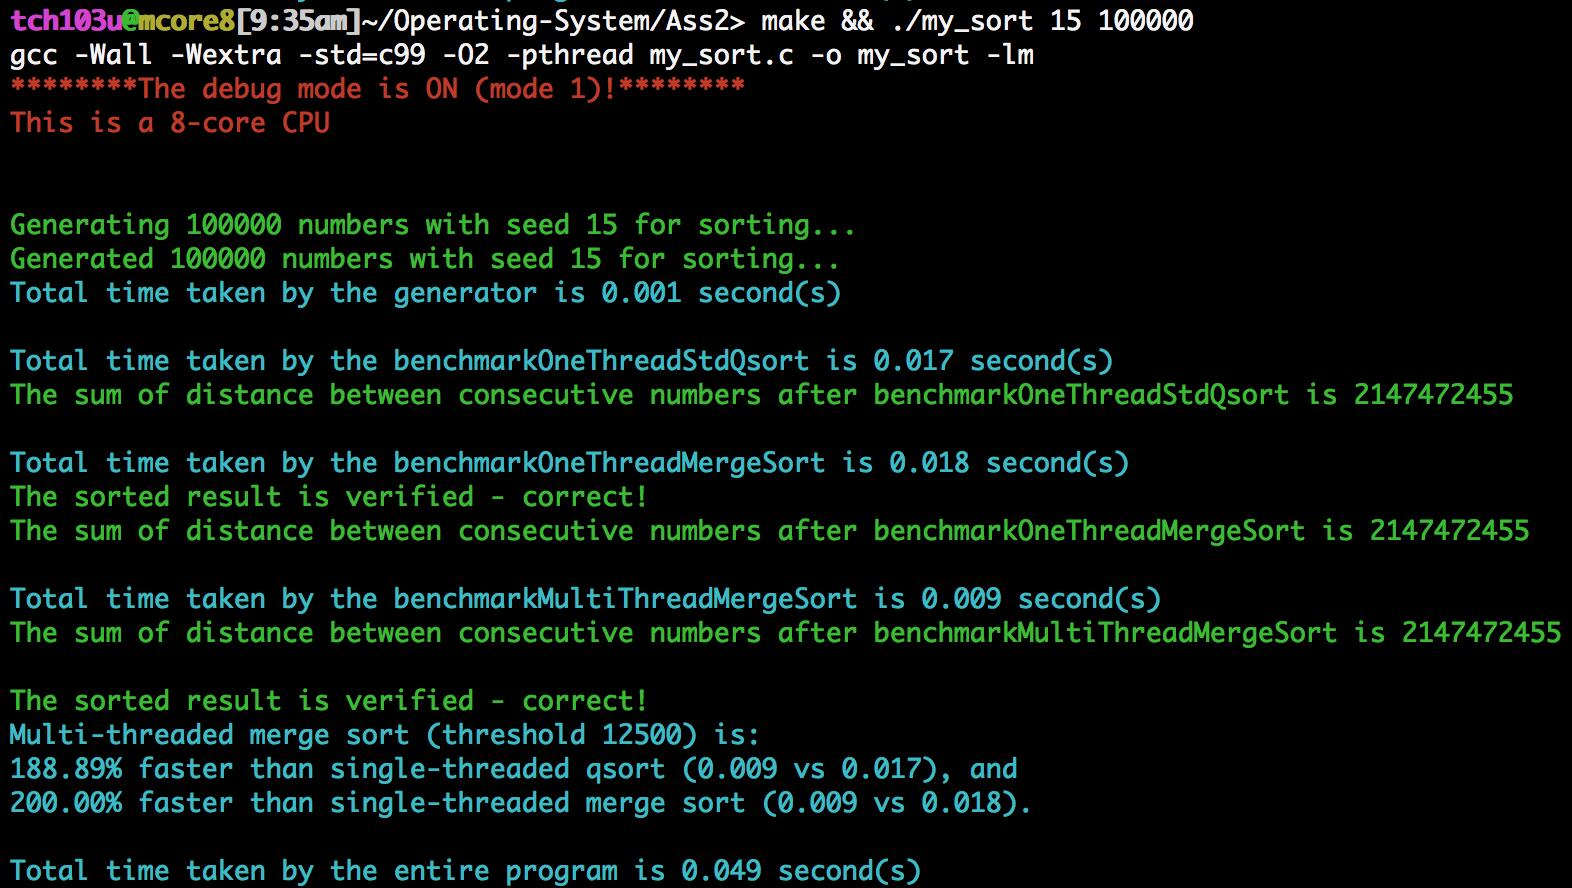 tch103u@mcore8[9:35am]~/Operating-System/Ass2> make && ./my_sort 15 100000
gcc -Wall -Wextra -std=c99 -O2 -pthread my_sort.c -o my_sort -lm
********The debug mode is ON (mode 1)!********
This is a 8-core CPU
Generating 100000 numbers with seed 15 for sorting...
Generated 100000 numbers with seed 15 for sorting...
Total time taken by the generator is 0.001 second(s)
Total time taken by the benchmarkOneThreadStdQsort is 0.017 second(s)
The sum of distance between consecutive numbers after benchmarkOneThreadStdQsort is 2147472455
Total time taken by the benchmarkOneThreadMergeSort is 0.018 second(s)
The sorted result is verified - correct!
The sum of distance between consecutive numbers after benchmarkOneThreadMergeSort is 2147472455
Total time taken by the benchmarkMultiThreadMergeSort is 0.009 second(s)
The sum of distance between consecutive numbers after benchmarkMultiThreadMergeSort is 2147472455
The sorted result is verified - correct!
Multi-threaded merge sort (threshold 12500) is:
188.89% faster than single-threaded qsort (0.009 vs 0.017), and
200.00% faster than single-threaded merge sort (0.009 vs 0.018).
Total time taken by the entire program is 0.049 second(s)